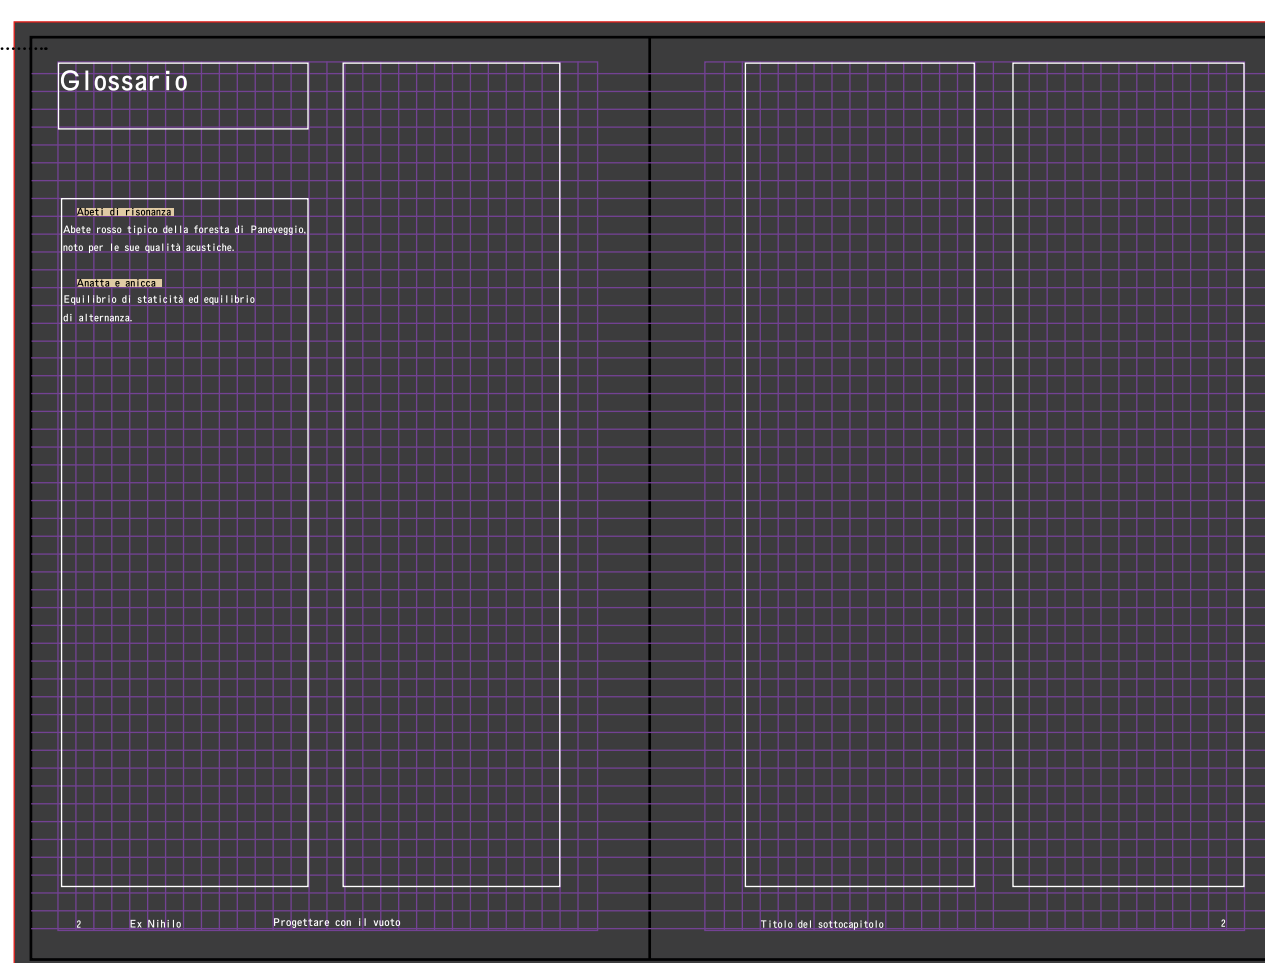 Glossario
Abeti di risonanza
Abete rosso tipico della foresta di Paneveggio,
noto per le sue qualità acustiche.
Anatta e anicca
Equilibrio di staticità ed equilibrio
di alternanza.
2 Ex Nihilo Progettare con il vuoto
Titolo del sottocapitolo 2